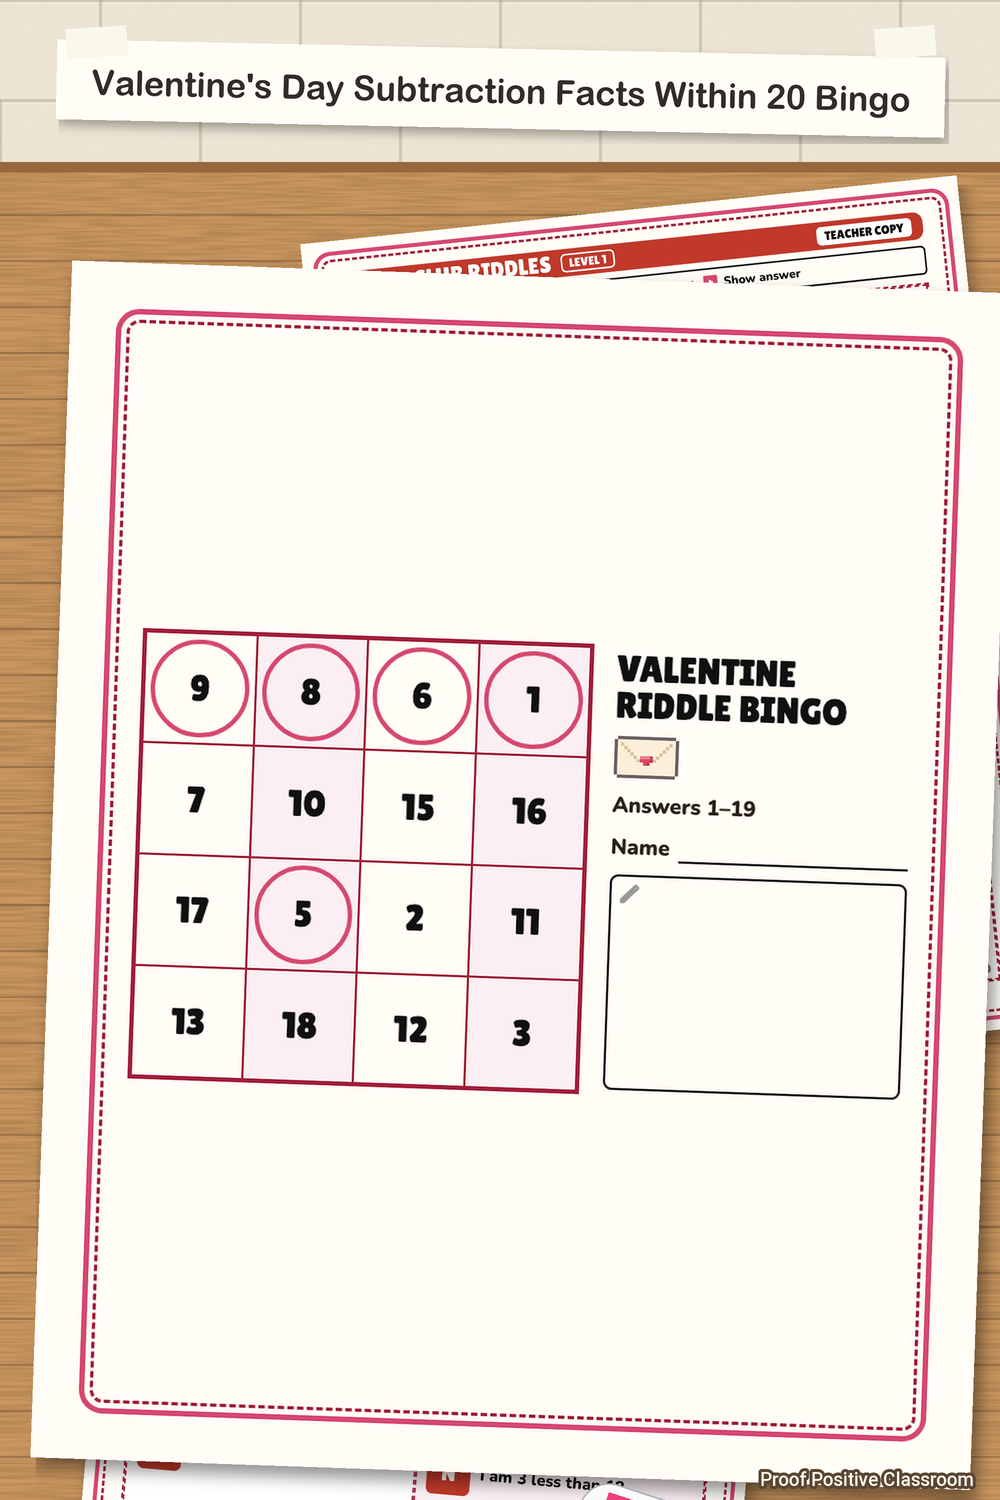 Valentine's Day Subtraction Facts Within 20 Bingo
TEACHER COPY
CLUB RIDDLES LEVEL 1
Show answer
9 8 6 1
7 10 15 16
17 5 2 11
13 18 12 3
VALENTINE
RIDDLE BINGO
Answers 1–19
Name
N I am 3 less than
Proof Positive Classroom